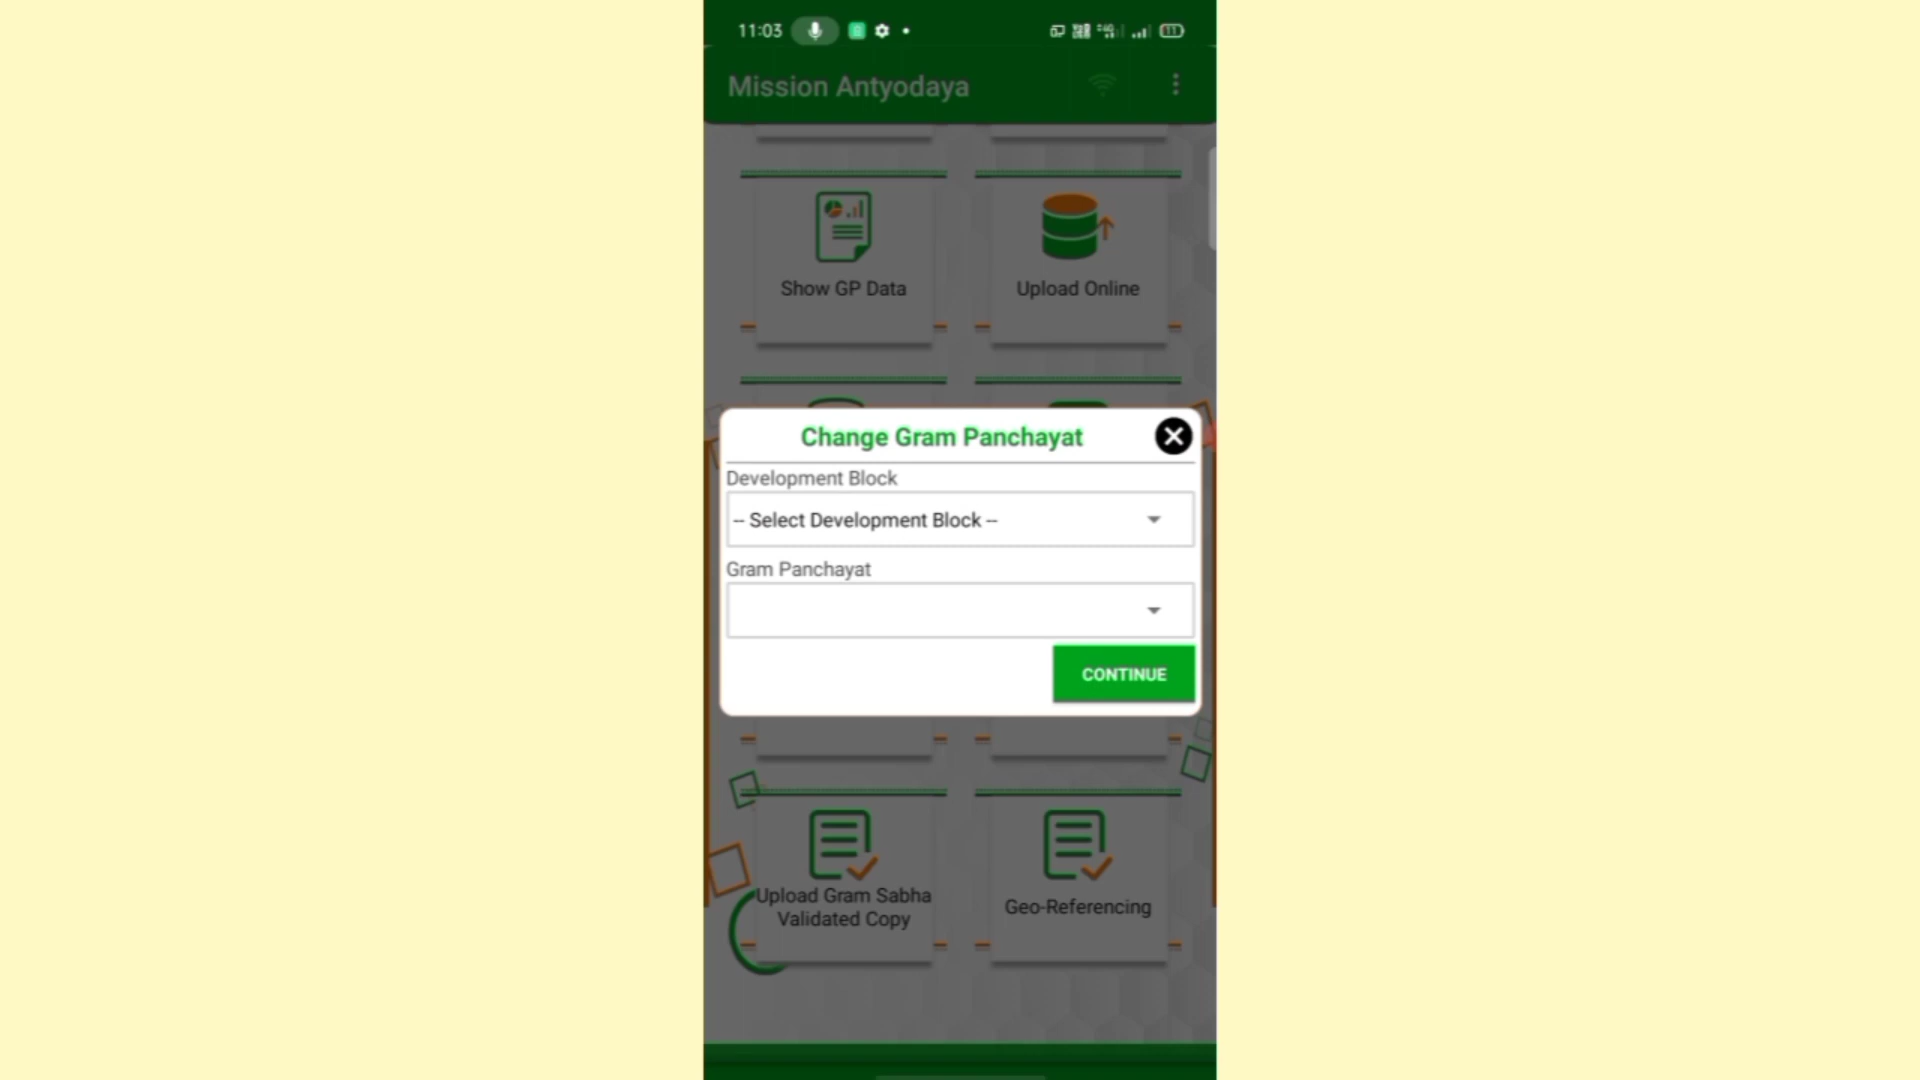 11:03
Mission Antyodaya
Show GP Data
Upload Online
Change Gram Panchayat
Development Block
-- Select Development Block --
Gram Panchayat
CONTINUE
Upload Gram Sabha
Validated Copy
Geo-Referencing